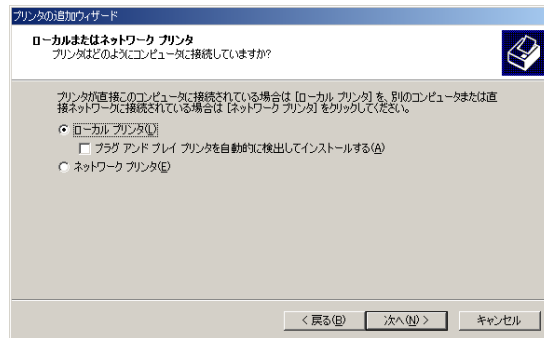 プリンタの追加ウィザード
ローカルまたはネットワーク プリンタ
プリンタはどのようにコンピュータに接続していますか?
プリンタが直接このコンピュータに接続されている場合は [ローカル プリンタ] を、別のコンピュータまたは直
接ネットワークに接続されている場合は [ネットワーク プリンタ] をクリックしてください。
ローカル プリンタ(L)
プラグ アンド プレイ プリンタを自動的に検出してインストールする(A)
ネットワーク プリンタ(E)
< 戻る(B) 次へ(N) > キャンセル